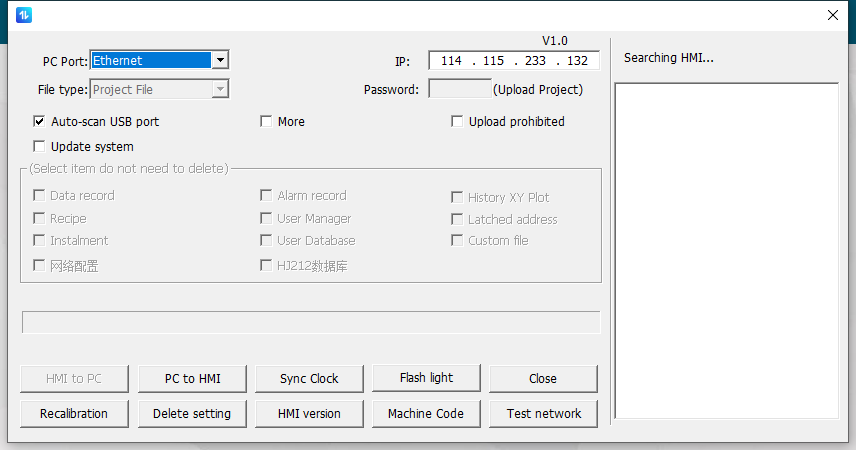 V1.0
PC Port: Ethernet IP: 114 . 115 . 233 . 132 Searching HMI...
File type: Project File Password: (Upload Project)
Auto-scan USB port More Upload prohibited
Update system
(Select item do not need to delete)
Data record Alarm record History XY Plot
Recipe User Manager Latched address
Instalment User Database Custom file
网络配置 HJ212数据库
HMI to PC PC to HMI Sync Clock Flash light Close
Recalibration Delete setting HMI version Machine Code Test network